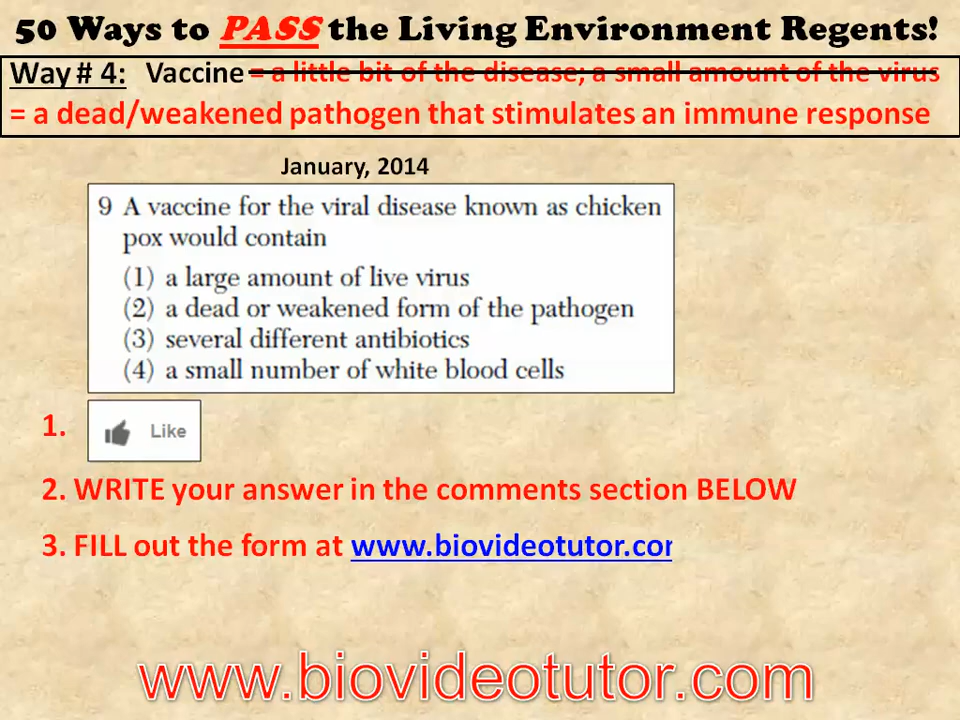 50 Ways to PASS the Living Environment Regents!
Way # 4: Vaccine = a little bit of the disease; a small amount of the virus
= a dead/weakened pathogen that stimulates an immune response
January, 2014
9 A vaccine for the viral disease known as chicken
pox would contain
(1) a large amount of live virus
(2) a dead or weakened form of the pathogen
(3) several different antibiotics
(4) a small number of white blood cells
1. Like
2. WRITE your answer in the comments section BELOW
3. FILL out the form at www.biovideotutor.cor
www.biovideotutor.com